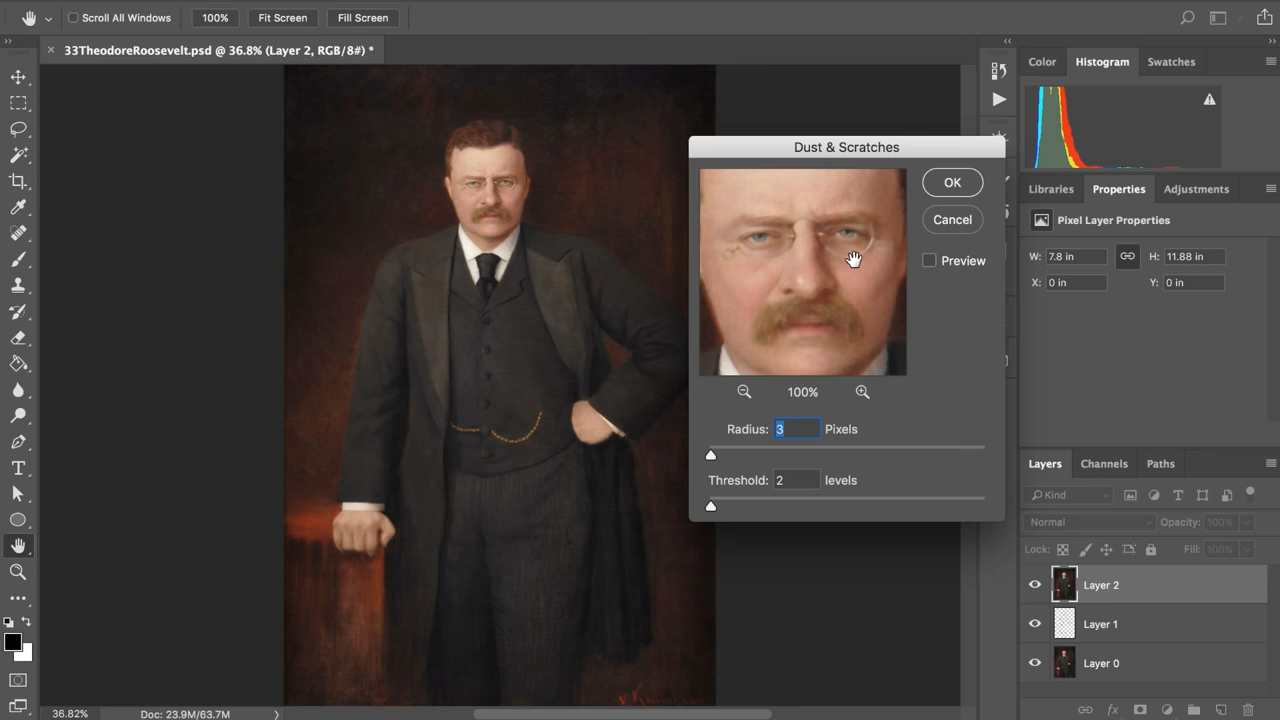 Scroll All Windows 100% Fit Screen Fill Screen
33TheodoreRoosevelt.psd @ 36.8% (Layer 2, RGB/8#) *
Color Histogram Swatches
Dust & Scratches
OK
Cancel
Preview
100%
Radius: 3 Pixels
Threshold: 2 levels
Libraries Properties Adjustments
Pixel Layer Properties
W: 7.8 in H: 11.88 in
X: 0 in Y: 0 in
Layers Channels Paths
Kind
Normal Opacity: 100%
Lock: Fill: 100%
Layer 2
Layer 1
Layer 0
36.82% Doc: 23.9M/63.7M